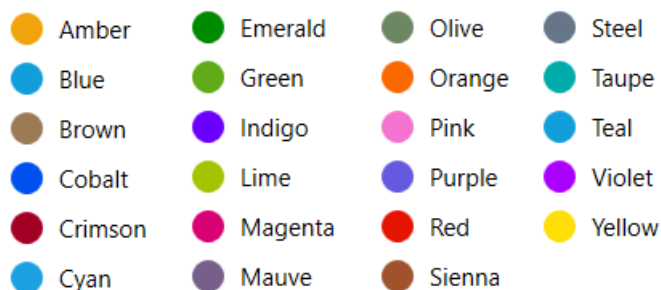 Amber
Blue
Brown
Cobalt
Crimson
Cyan
Emerald
Green
Indigo
Lime
Magenta
Mauve
Olive
Orange
Pink
Purple
Red
Sienna
Steel
Taupe
Teal
Violet
Yellow